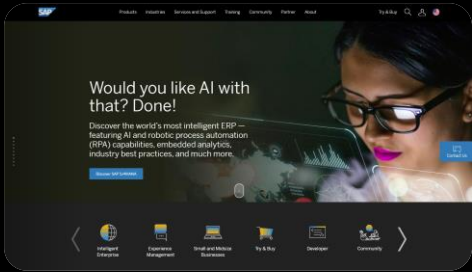 SAP
Products Industries Services and Support Training Community Partner About
Try & Buy
Would you like AI with
that? Done!
Discover the world's most intelligent ERP —
featuring AI and robotic process automation
(RPA) capabilities, embedded analytics,
industry best practices, and much more.
Discover SAP S/4HANA
Contact Us
Intelligent
Enterprise
Experience
Management
Small and Midsize
Businesses
Try & Buy
Developer
Community